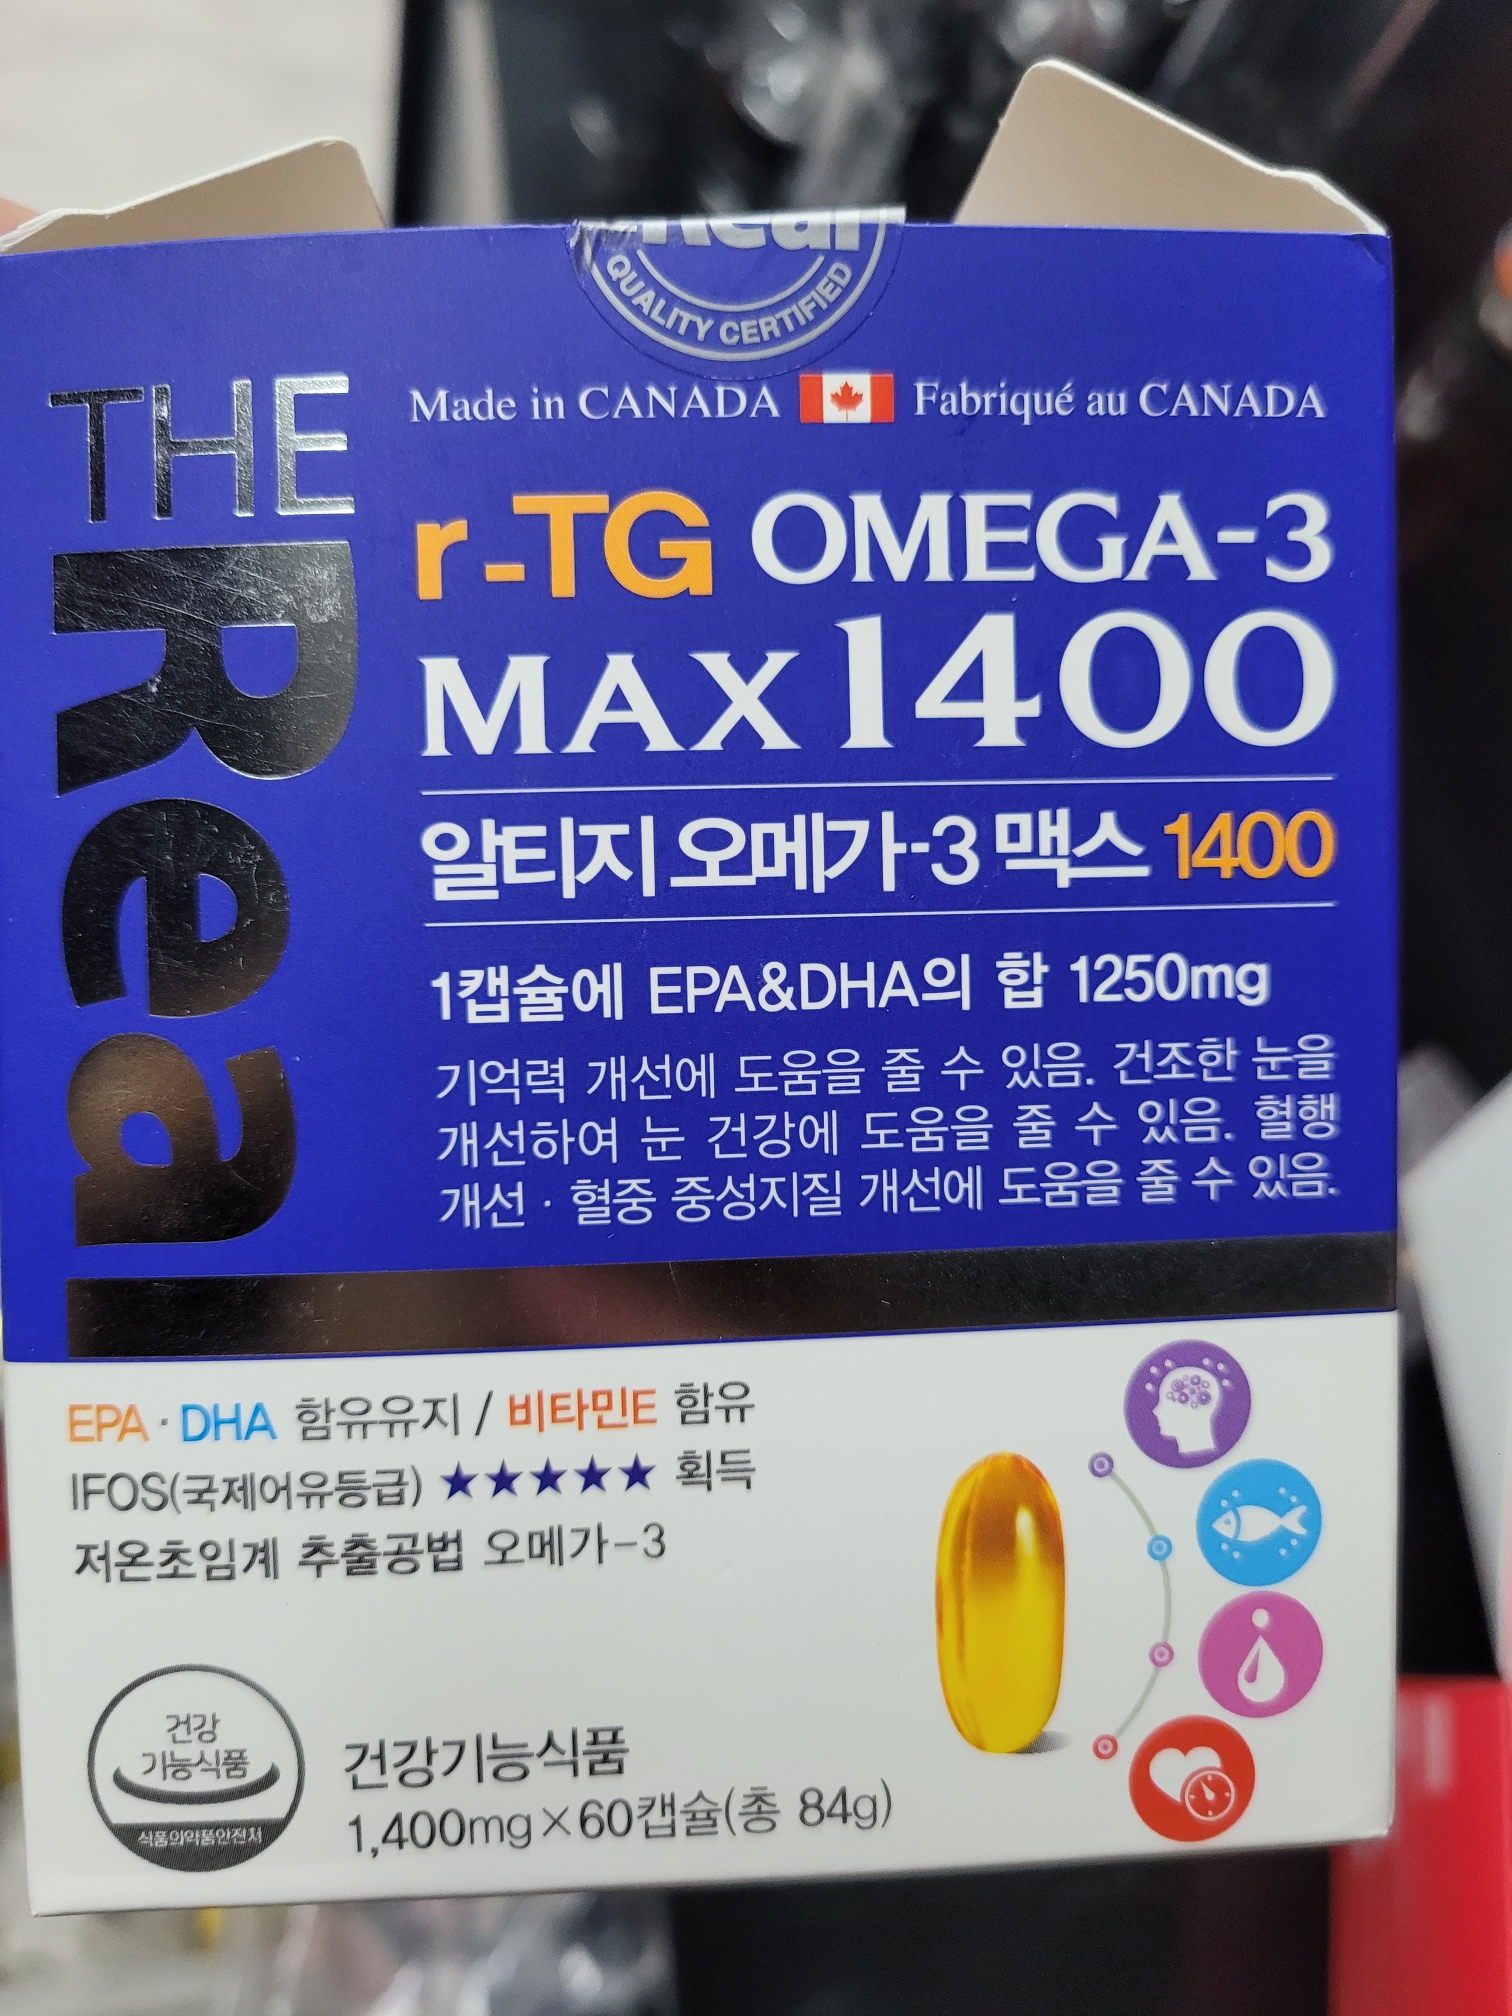 Real
QUALITY CERTIFIED
THE
Real
Made in CANADA Fabriqué au CANADA
r-TG OMEGA-3
MAX 1400
알티지 오메가-3 맥스 1400
1캡슐에 EPA&DHA의 합 1250mg
기억력 개선에 도움을 줄 수 있음. 건조한 눈을
개선하여 눈 건강에 도움을 줄 수 있음. 혈행
개선·혈중 중성지질 개선에 도움을 줄 수 있음.
EPA·DHA 함유유지 / 비타민E 함유
IFOS(국제어유등급) ★★★★★ 획득
저온초임계 추출공법 오메가-3
건강
기능식품
식품의약품안전처
건강기능식품
1,400mg×60캡슐(총 84g)